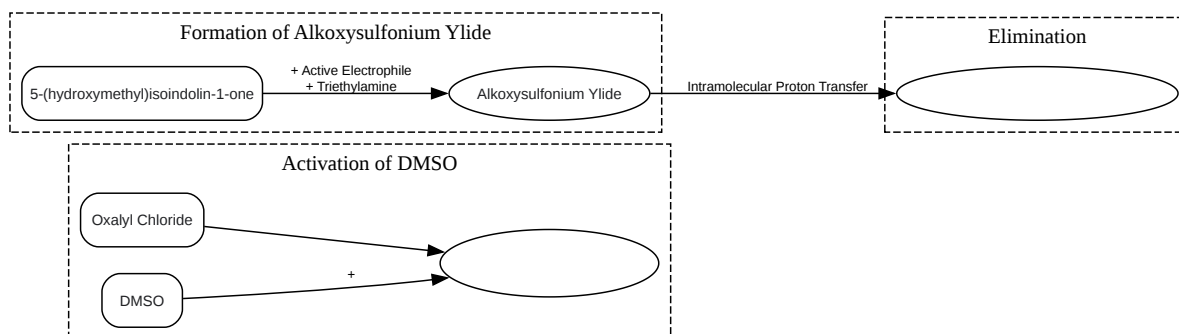 Formation of Alkoxysulfonium Ylide
5-(hydroxymethyl)isoindolin-1-one
+ Active Electrophile
+ Triethylamine
Alkoxysulfonium Ylide
Intramolecular Proton Transfer
Elimination
Activation of DMSO
Oxalyl Chloride
+
DMSO